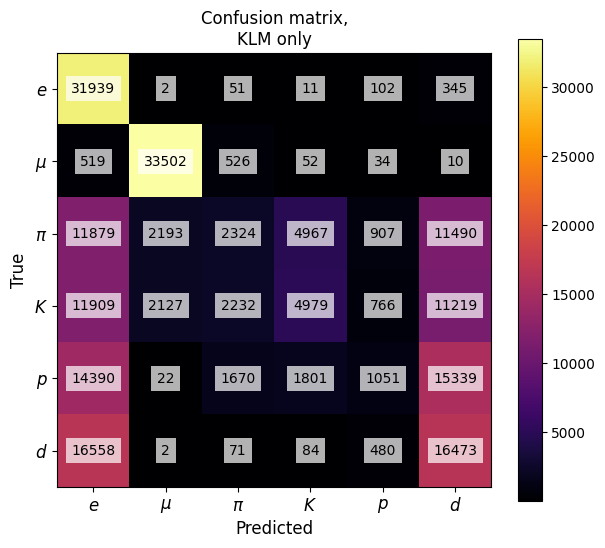 Confusion matrix,
KLM only
e 31939 2 51 11 102 345
μ 519 33502 526 52 34 10
π 11879 2193 2324 4967 907 11490
K 11909 2127 2232 4979 766 11219
p 14390 22 1670 1801 1051 15339
d 16558 2 71 84 480 16473
e μ π K p d
Predicted
True
30000
25000
20000
15000
10000
5000